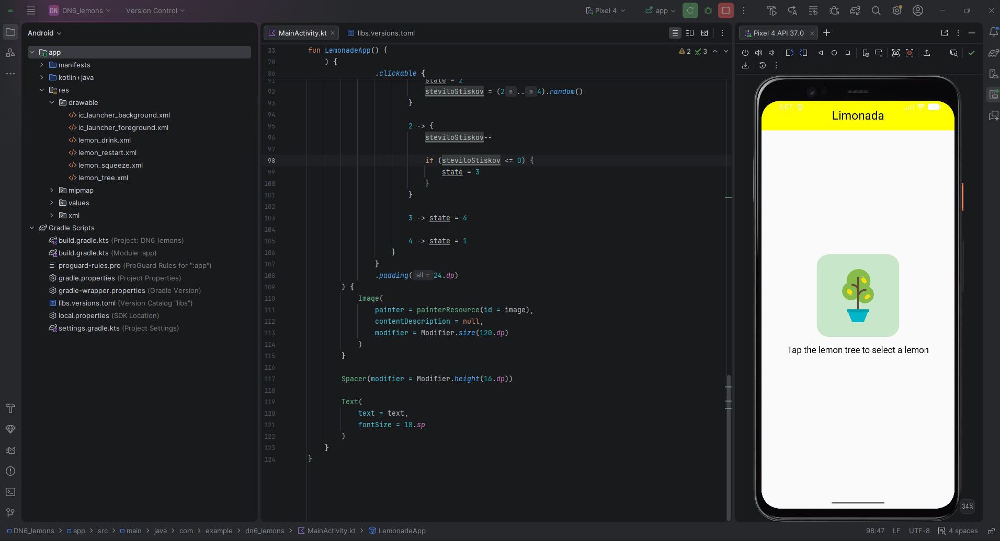 DN DN6_lemons Version Control Pixel 4 app
Android
app
manifests
kotlin+java
res
drawable
ic_launcher_background.xml
ic_launcher_foreground.xml
lemon_drink.xml
lemon_restart.xml
lemon_squeeze.xml
lemon_tree.xml
mipmap
values
xml
Gradle Scripts
build.gradle.kts (Project: DN6_lemons)
build.gradle.kts (Module :app)
proguard-rules.pro (ProGuard Rules for ":app")
gradle.properties (Project Properties)
gradle-wrapper.properties (Gradle Version)
libs.versions.toml (Version Catalog "libs")
local.properties (SDK Location)
settings.gradle.kts (Project Settings)
MainActivity.kt libs.versions.toml
2 3
33 fun LemonadeApp() {
78 ) {
86 .clickable {
91 state = 2
92 steviloStiskov = (2 ≤ .. ≤ 4).random()
93 }
94
95 2 -> {
96 steviloStiskov--
97
98 if (steviloStiskov <= 0) {
99 state = 3
100 }
101 }
102
103 3 -> state = 4
104
105 4 -> state = 1
106 }
107 }
108 .padding( all = 24.dp)
109 ) {
110 Image(
111 painter = painterResource(id = image),
112 contentDescription = null,
113 modifier = Modifier.size(120.dp)
114 )
115 }
116
117 Spacer(modifier = Modifier.height(16.dp))
118
119 Text(
120 text = text,
121 fontSize = 18.sp
122 )
123 }
124 }
Pixel 4 API 37.0
3:07
Limonada
Tap the lemon tree to select a lemon
34%
DN6_lemons > app > src > main > java > com > example > dn6_lemons > MainActivity.kt > LemonadeApp
98:47 LF UTF-8 4 spaces